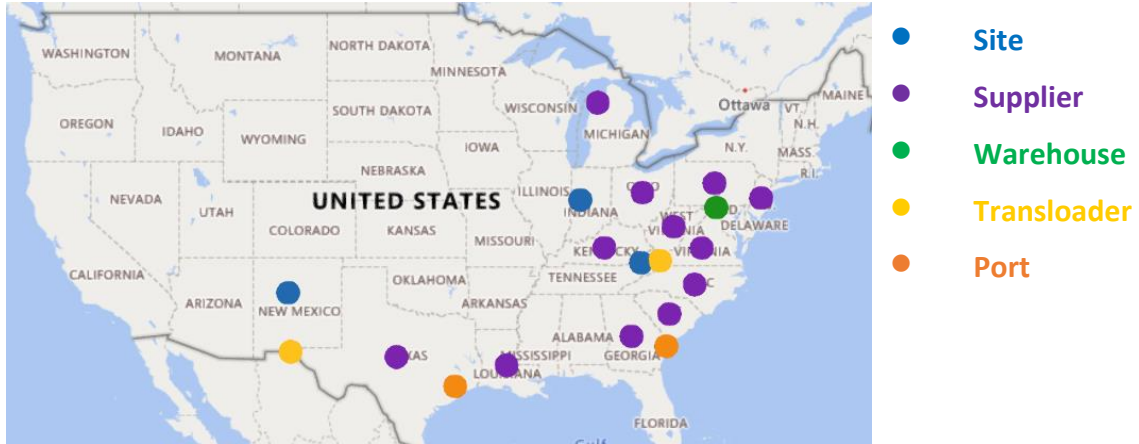 WASHINGTON
MONTANA
NORTH DAKOTA
MINNESOTA
Ottawa
VT.
MAINE
N.H.
OREGON
IDAHO
WYOMING
SOUTH DAKOTA
WISCONSIN
MICHIGAN
N.Y.
MASS.
R.I.
IOWA
NEBRASKA
NEVADA
UTAH
COLORADO
UNITED STATES
KANSAS
ILLINOIS
INDIANA
WEST
VIRGINIA
DELAWARE
MISSOURI
KENTUCKY
VIRGINIA
CALIFORNIA
ARIZONA
NEW MEXICO
OKLAHOMA
ARKANSAS
TENNESSEE
ALABAMA
MISSISSIPPI
GEORGIA
LOUISIANA
FLORIDA
Gulf
Site
Supplier
Warehouse
Transloader
Port